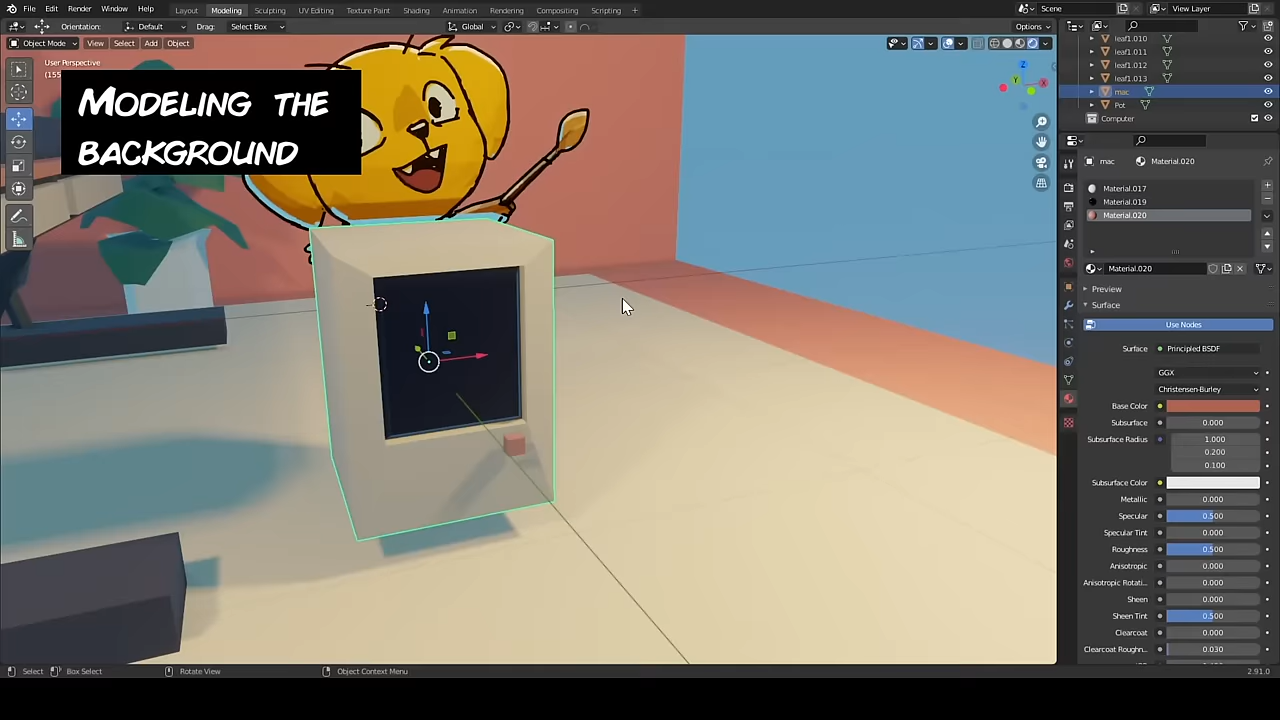 File Edit Render Window Help Layout Modeling Sculpting UV Editing Texture Paint Shading Animation Rendering Compositing Scripting + Scene View Layer
Orientation: Default Drag: Select Box Global Options
Object Mode View Select Add Object
User Perspective
(155
MODELING THE
BACKGROUND
leaf1.010
leaf1.011
leaf1.012
leaf1.013
mac
Pot
Computer
mac Material.020
Material.017
Material.019
Material.020
Material.020
Preview
Surface
Use Nodes
Surface Principled BSDF
GGX
Christensen-Burley
Base Color
Subsurface 0.000
Subsurface Radius 1.000
0.200
0.100
Subsurface Color
Metallic 0.000
Specular 0.500
Specular Tint 0.000
Roughness 0.500
Anisotropic 0.000
Anisotropic Rotati... 0.000
Sheen 0.000
Sheen Tint 0.500
Clearcoat 0.000
Clearcoat Roughn... 0.030
Select Box Select Rotate View Object Context Menu 2.91.0